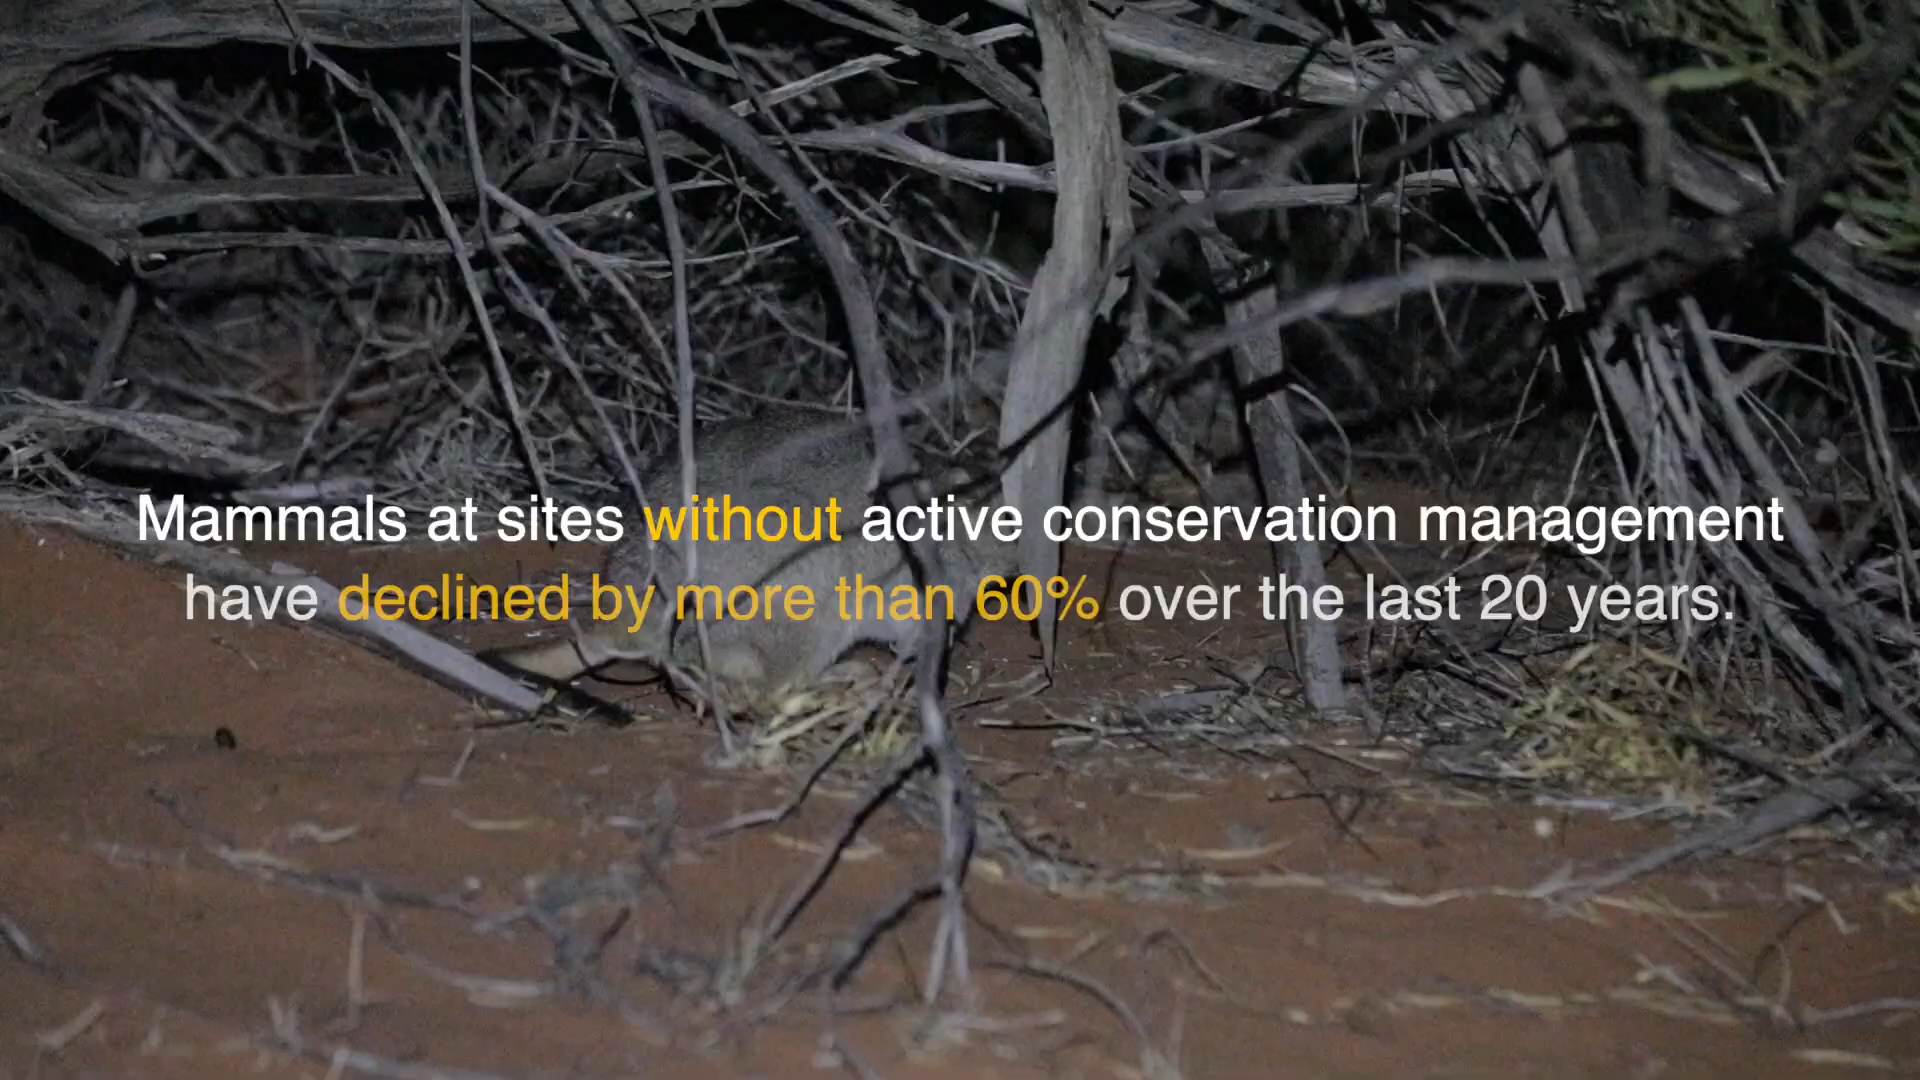 Mammals at sites without active conservation management
have declined by more than 60% over the last 20 years.